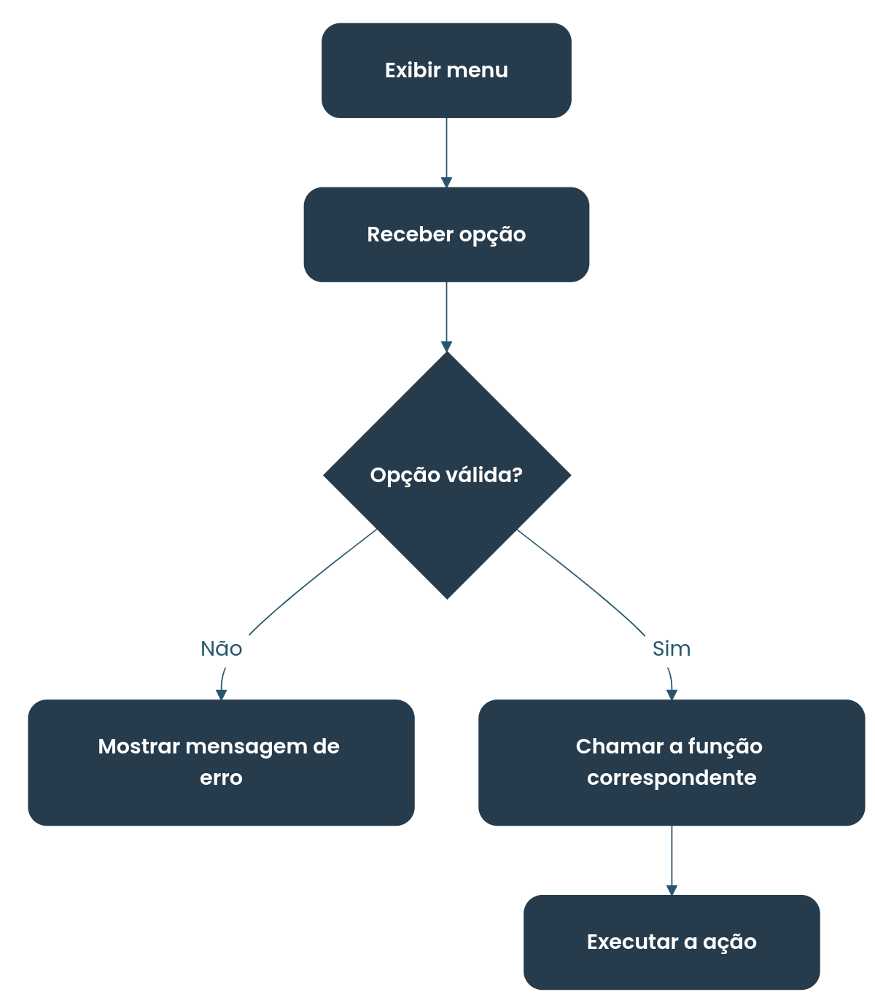 Exibir menu
Receber opção
Opção válida?
Não
Sim
Mostrar mensagem de
erro
Chamar a função
correspondente
Executar a ação